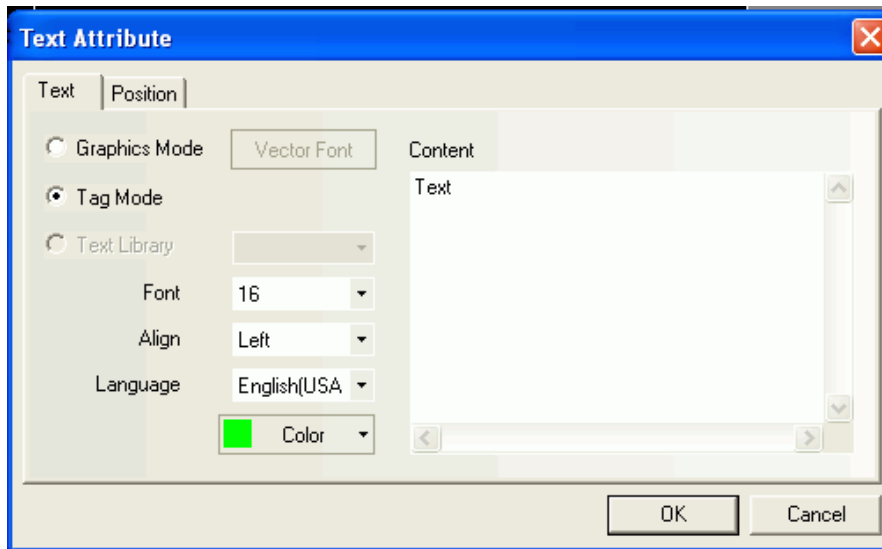 Text Attribute
Text
Position
Graphics Mode
Vector Font
Content
Tag Mode
Text
Text Library
Font
16
Align
Left
Language
English(USA
Color
OK
Cancel